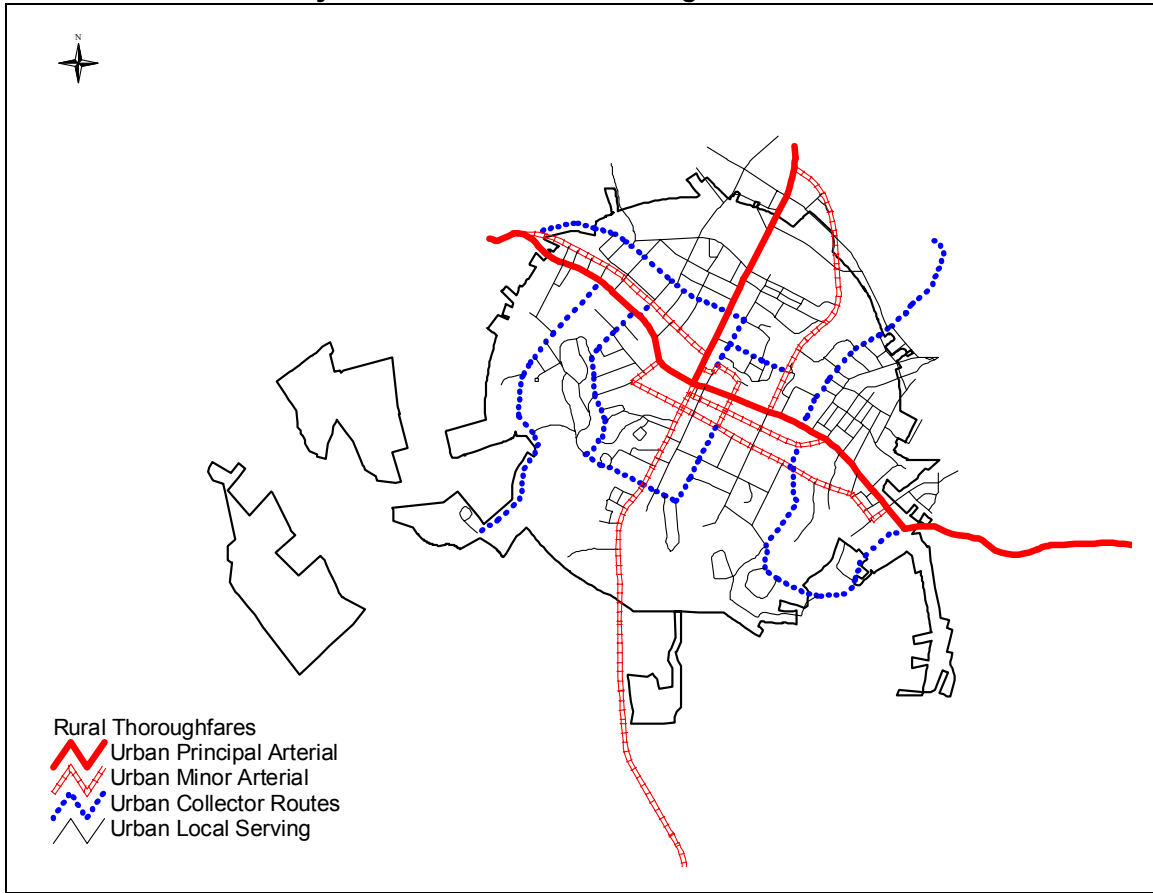 N
Rural Thoroughfares
Urban Principal Arterial
Urban Minor Arterial
Urban Collector Routes
Urban Local Serving